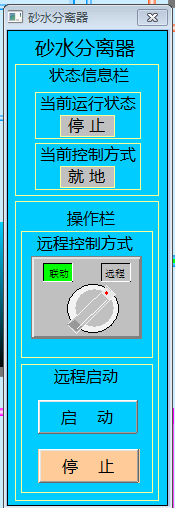 砂水分离器
砂水分离器
状态信息栏
当前运行状态
停 止
当前控制方式
就 地
操作栏
远程控制方式
联动 远程
远程启动
启 动
停 止